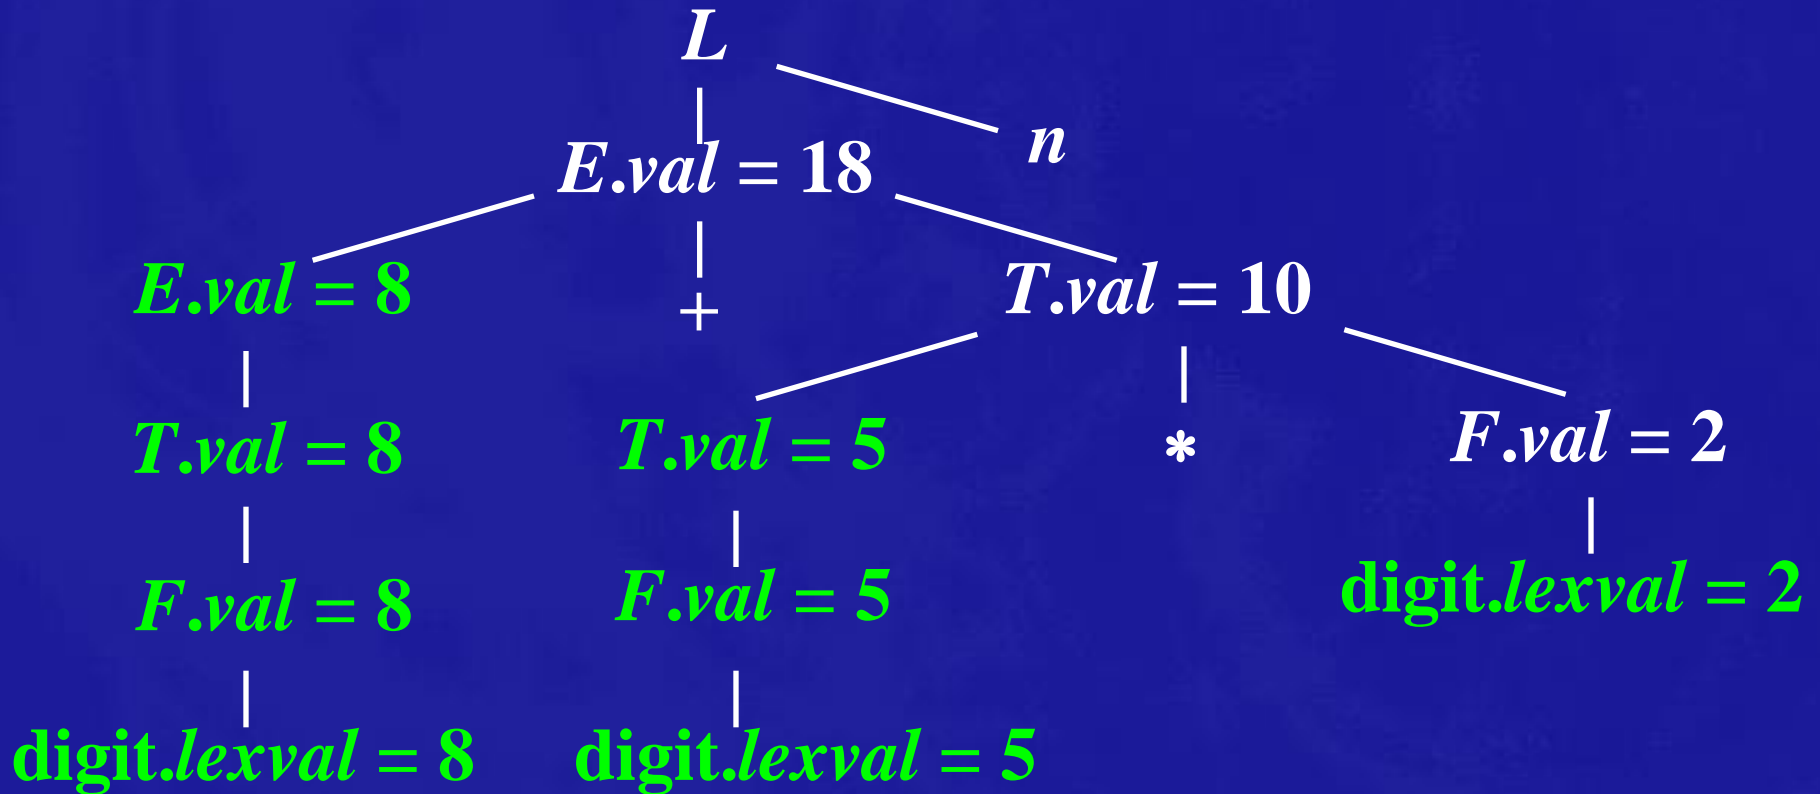 L
n
E.val = 18
E.val = 8
+
T.val = 10
T.val = 8
T.val = 5
*
F.val = 2
F.val = 8
F.val = 5
digit.lexval = 2
digit.lexval = 8
digit.lexval = 5